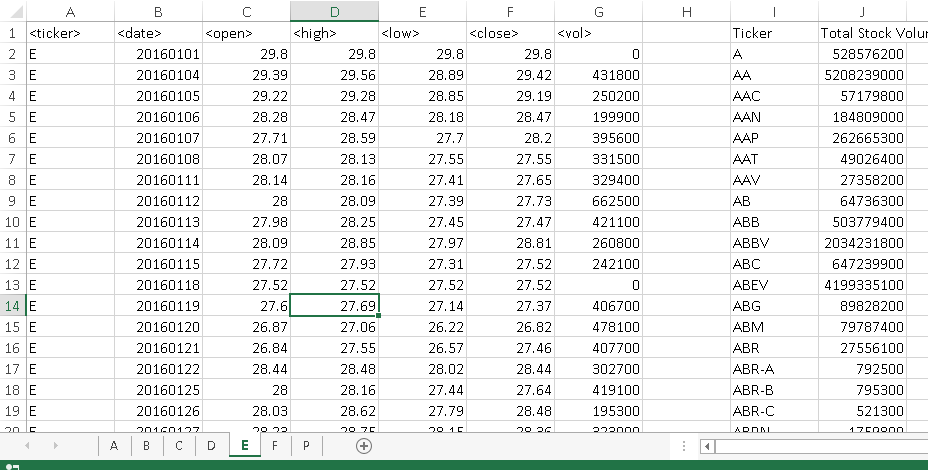 A B C D E F G H I J
1 <ticker> <date> <open> <high> <low> <close> <vol> Ticker Total Stock Volu
2 E 20160101 29.8 29.8 29.8 29.8 0 A 528576200
3 E 20160104 29.39 29.56 28.89 29.42 431800 AA 5208239000
4 E 20160105 29.22 29.28 28.85 29.19 250200 AAC 57179800
5 E 20160106 28.28 28.47 28.18 28.47 199900 AAN 184809000
6 E 20160107 27.71 28.59 27.7 28.2 395600 AAP 262665300
7 E 20160108 28.07 28.13 27.55 27.55 331500 AAT 49026400
8 E 20160111 28.14 28.16 27.41 27.65 329400 AAV 27358200
9 E 20160112 28 28.09 27.39 27.73 662500 AB 64736300
10 E 20160113 27.98 28.25 27.45 27.47 421100 ABB 503779400
11 E 20160114 28.09 28.85 27.97 28.81 260800 ABBV 2034231800
12 E 20160115 27.72 27.93 27.31 27.52 242100 ABC 647239900
13 E 20160118 27.52 27.52 27.52 27.52 0 ABEV 4199335100
14 E 20160119 27.6 27.69 27.14 27.37 406700 ABG 89828200
15 E 20160120 26.87 27.06 26.22 26.82 478100 ABM 79787400
16 E 20160121 26.84 27.55 26.57 27.46 407700 ABR 27556100
17 E 20160122 28.44 28.48 28.02 28.44 302700 ABR-A 792500
18 E 20160125 28 28.16 27.44 27.64 419100 ABR-B 795300
19 E 20160126 28.03 28.62 27.79 28.48 195300 ABR-C 521300
20 E 20160127
A B C D E F P